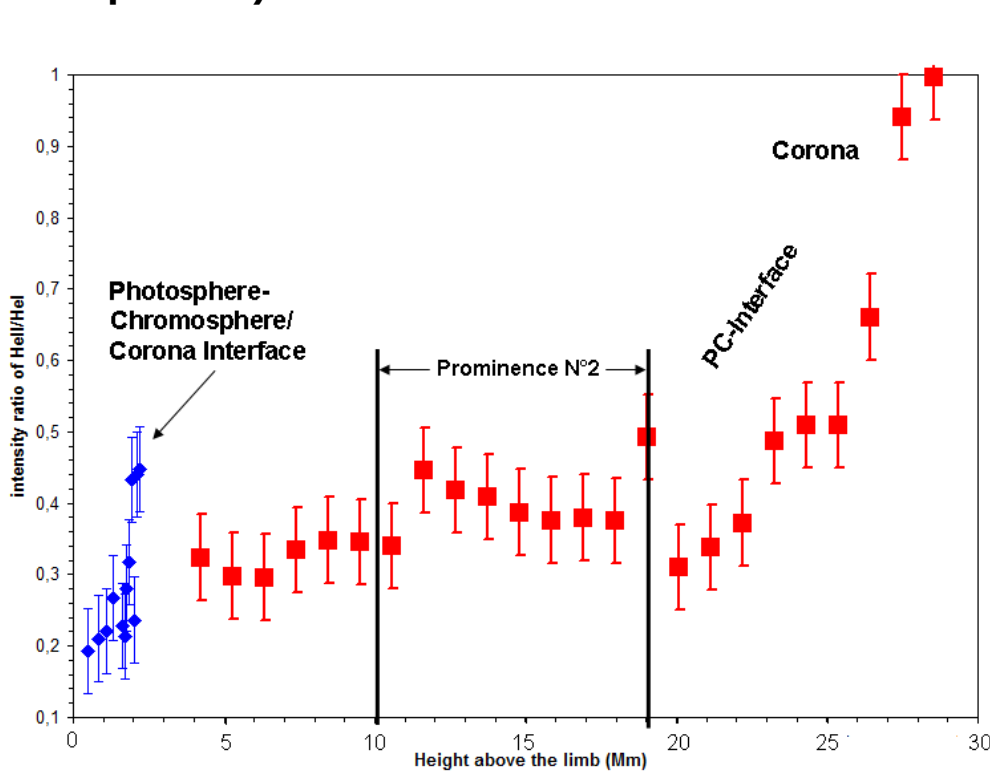 1
0,9
0,8
0,7
0,6
0,5
0,4
0,3
0,2
0,1
intensity ratio of HeII/HeI
Photosphere-
Chromosphere/
Corona Interface
Prominence N°2
PC-Interface
Corona
0
5
10
15
20
25
30
Height above the limb (Mm)